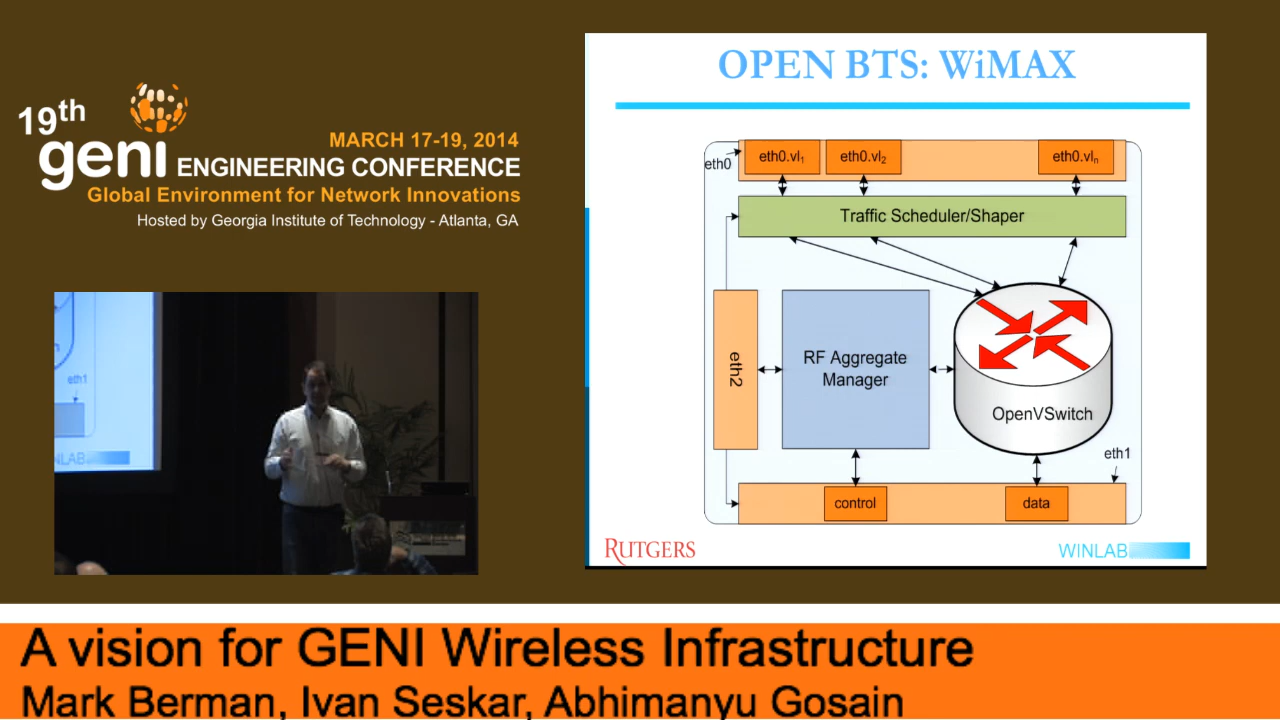 19th
geni ENGINEERING CONFERENCE
MARCH 17-19, 2014
Global Environment for Network Innovations
Hosted by Georgia Institute of Technology - Atlanta, GA
OPEN BTS: WiMAX
eth0
eth0.vl1
eth0.vl2
eth0.vln
Traffic Scheduler/Shaper
eth2
RF Aggregate
Manager
OpenVSwitch
eth1
control
data
RUTGERS
WINLAB
eth1
NLAB
A vision for GENI Wireless Infrastructure
Mark Berman, Ivan Seskar, Abhimanyu Gosain